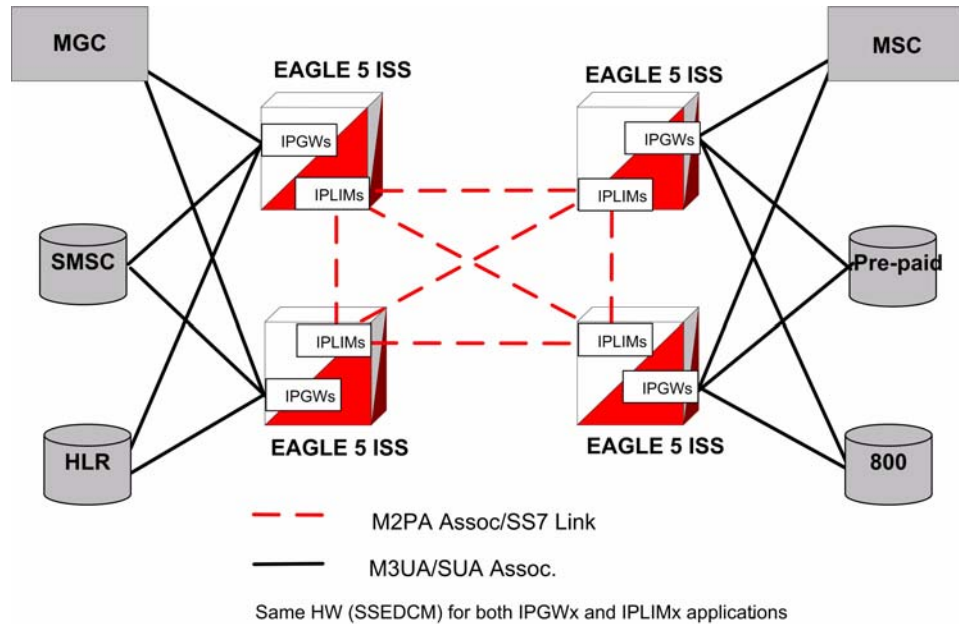 MGC
MSC
EAGLE 5 ISS
EAGLE 5 ISS
IPGWs
IPGWs
IPLIMs
IPLIMs
SMSC
Pre-paid
IPLIMs
IPLIMs
IPGWs
IPGWs
EAGLE 5 ISS
EAGLE 5 ISS
HLR
800
M2PA Assoc/SS7 Link
M3UA/SUA Assoc.
Same HW (SSEDCM) for both IPGWx and IPLIMx applications